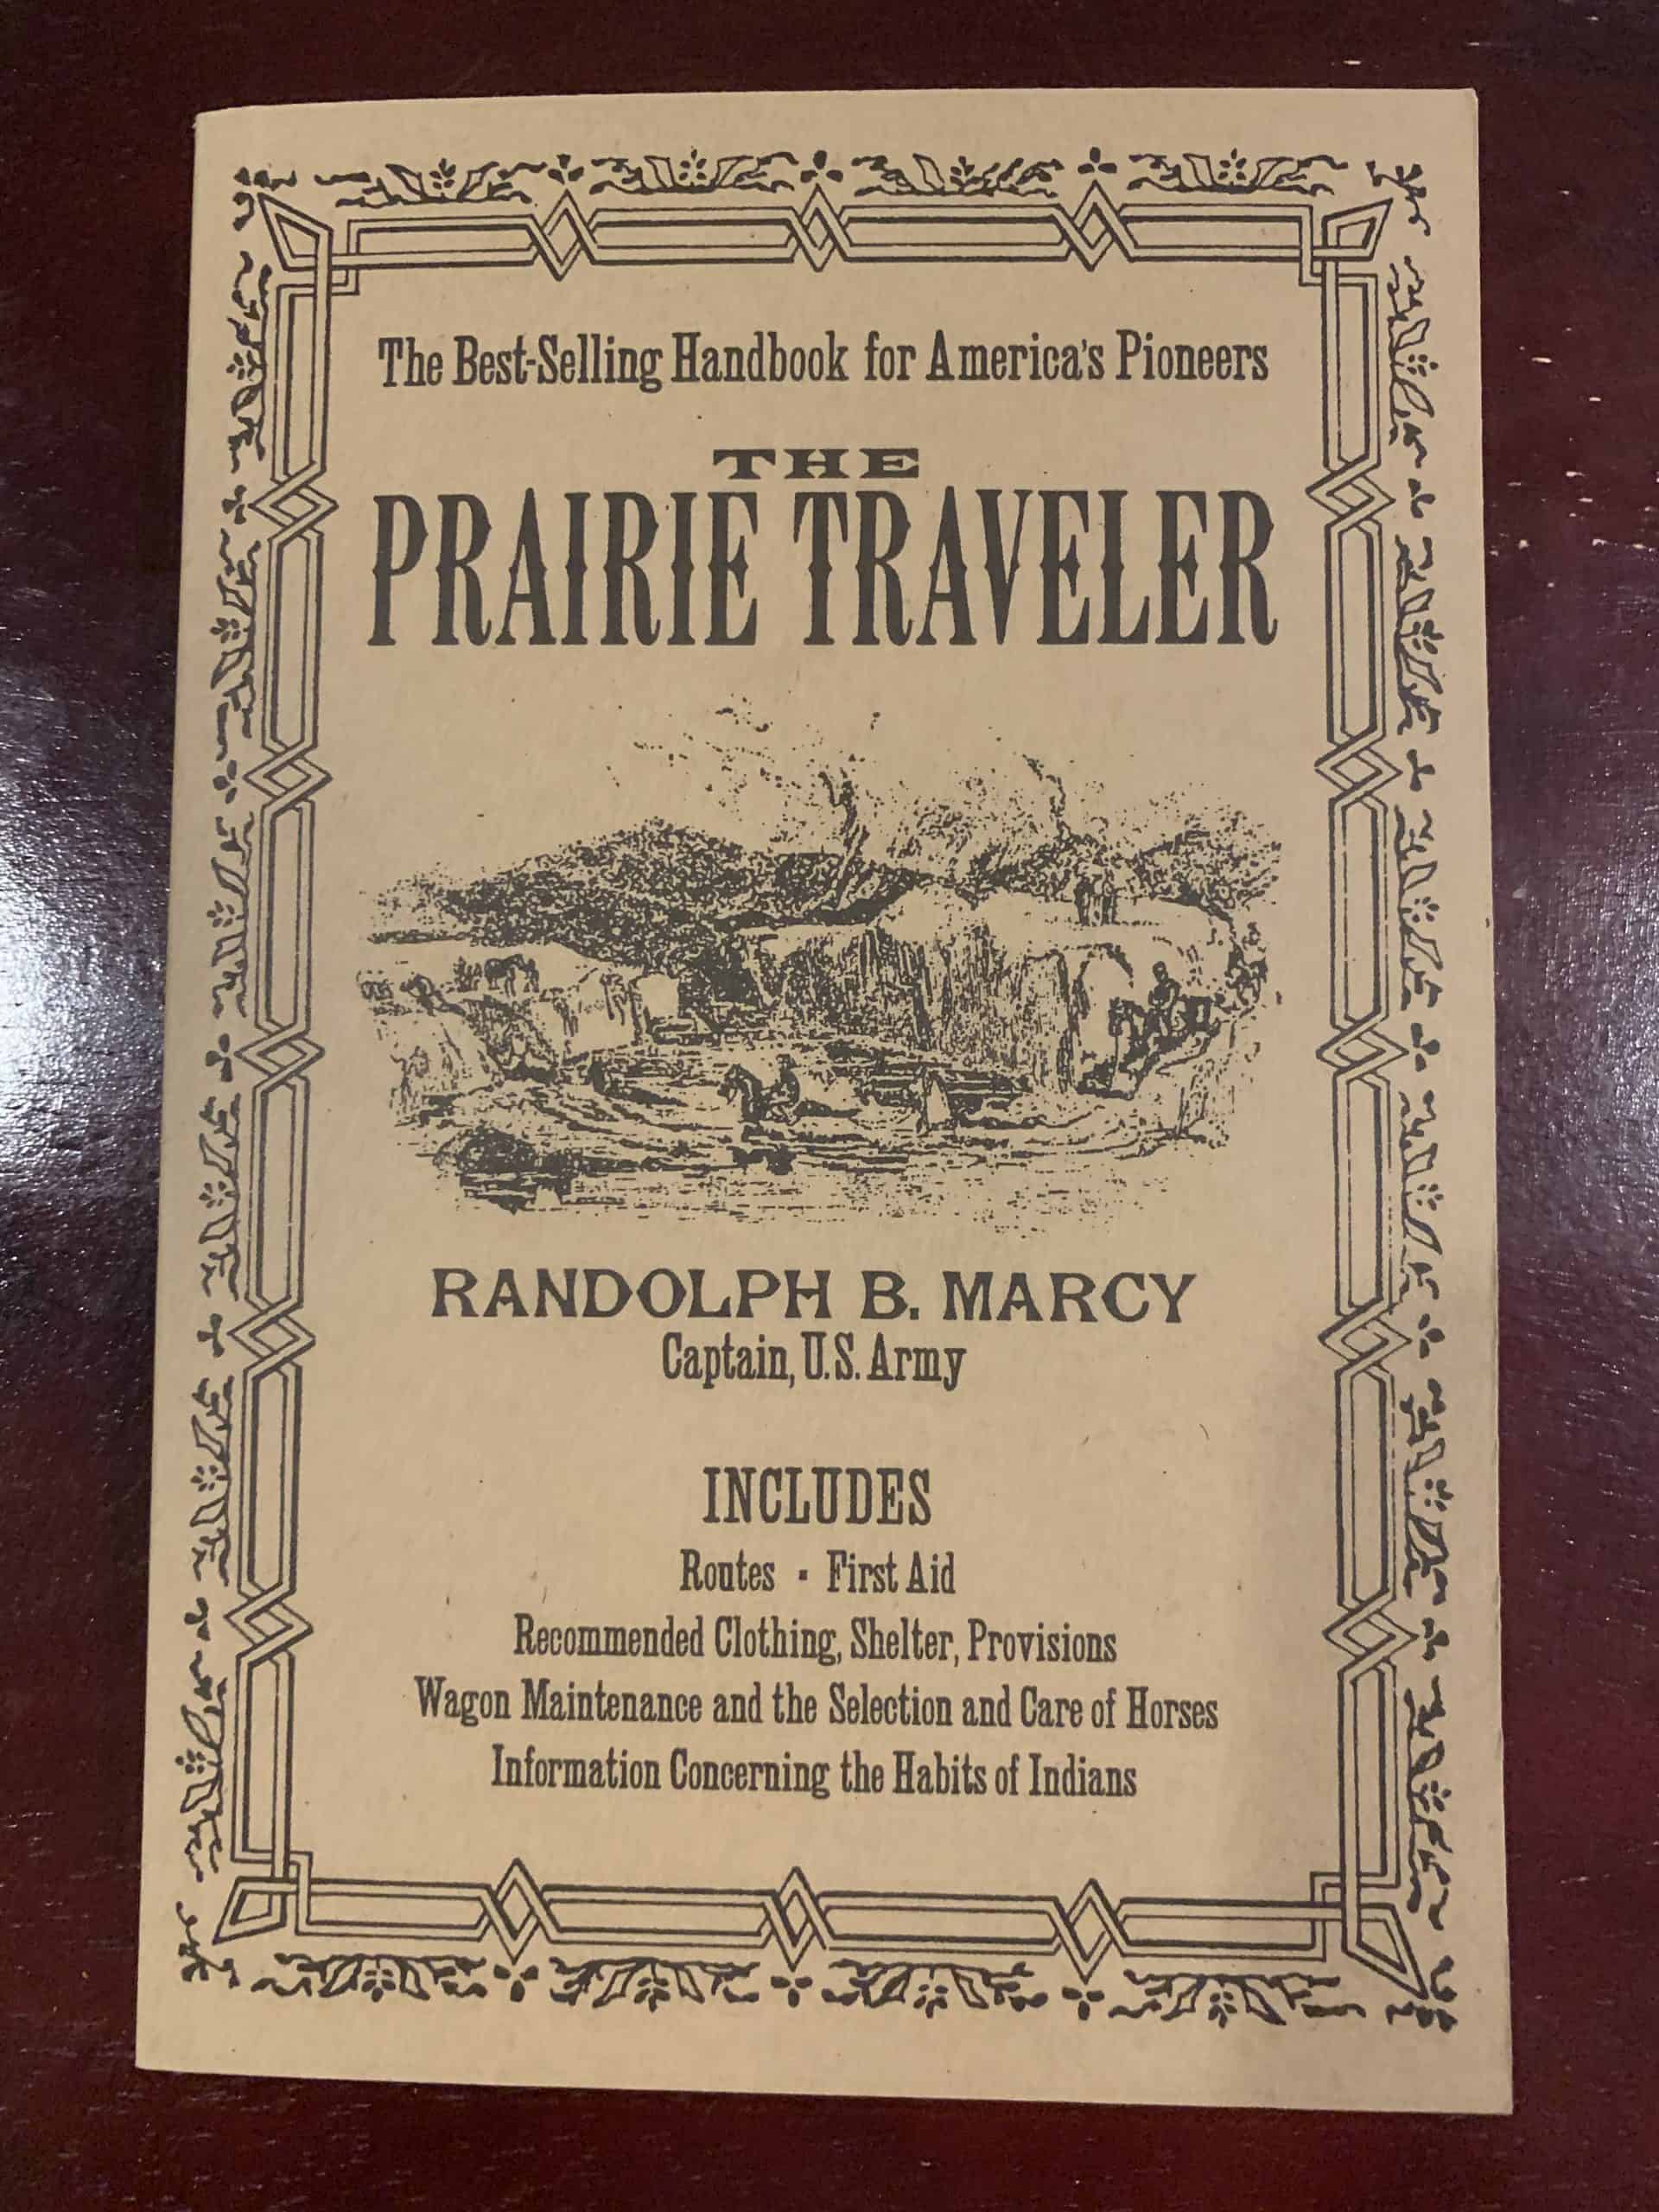 The Best-Selling Handbook for America's Pioneers
THE
PRAIRIE TRAVELER
RANDOLPH B. MARCY
Captain, U.S. Army
INCLUDES
Routes ▪ First Aid
Recommended Clothing, Shelter, Provisions
Wagon Maintenance and the Selection and Care of Horses
Information Concerning the Habits of Indians